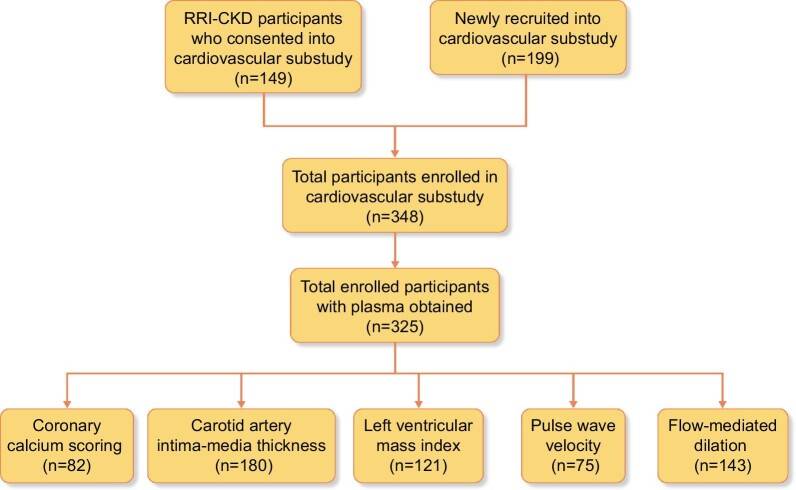 RRI-CKD participants
who consented into
cardiovascular substudy
(n=149)
Newly recruited into
cardiovascular substudy
(n=199)
Total participants enrolled in
cardiovascular substudy
(n=348)
Total enrolled participants
with plasma obtained
(n=325)
Coronary
calcium scoring
(n=82)
Carotid artery
intima-media thickness
(n=180)
Left ventricular
mass index
(n=121)
Pulse wave
velocity
(n=75)
Flow-mediated
dilation
(n=143)